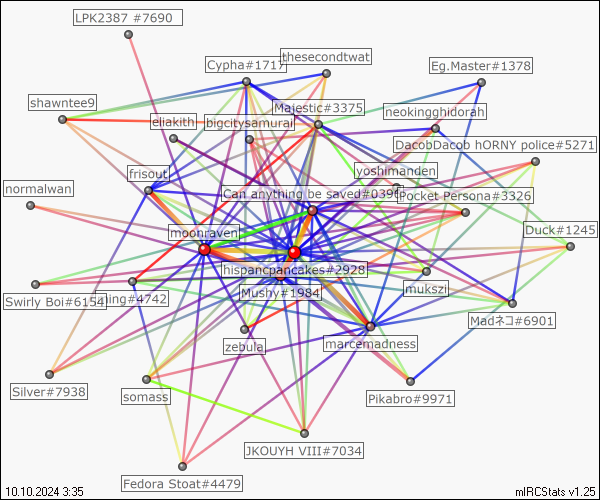 LPK2387 #7690
thesecondtwat
Cypha#1717
Eg.Master#1378
shawntee9
Majestic#3375
neokingghidorah
eliakith
bigcitysamurai
DacobDacob hORNY police#5271
yoshimanden
frisout
normalwan
Can anything be saved#0396
Pocket Persona#3326
moonraven
Duck#1245
hispancpancakes#2928
mukszi
Swirly Boi#6154
#4742
Mushy#1984
Madネコ#6901
zebula
marcemadness
Silver#7938
somass
Pikabro#9971
JKOUYH VIII#7034
Fedora Stoat#4479
10.10.2024 3:35
mIRCStats v1.25